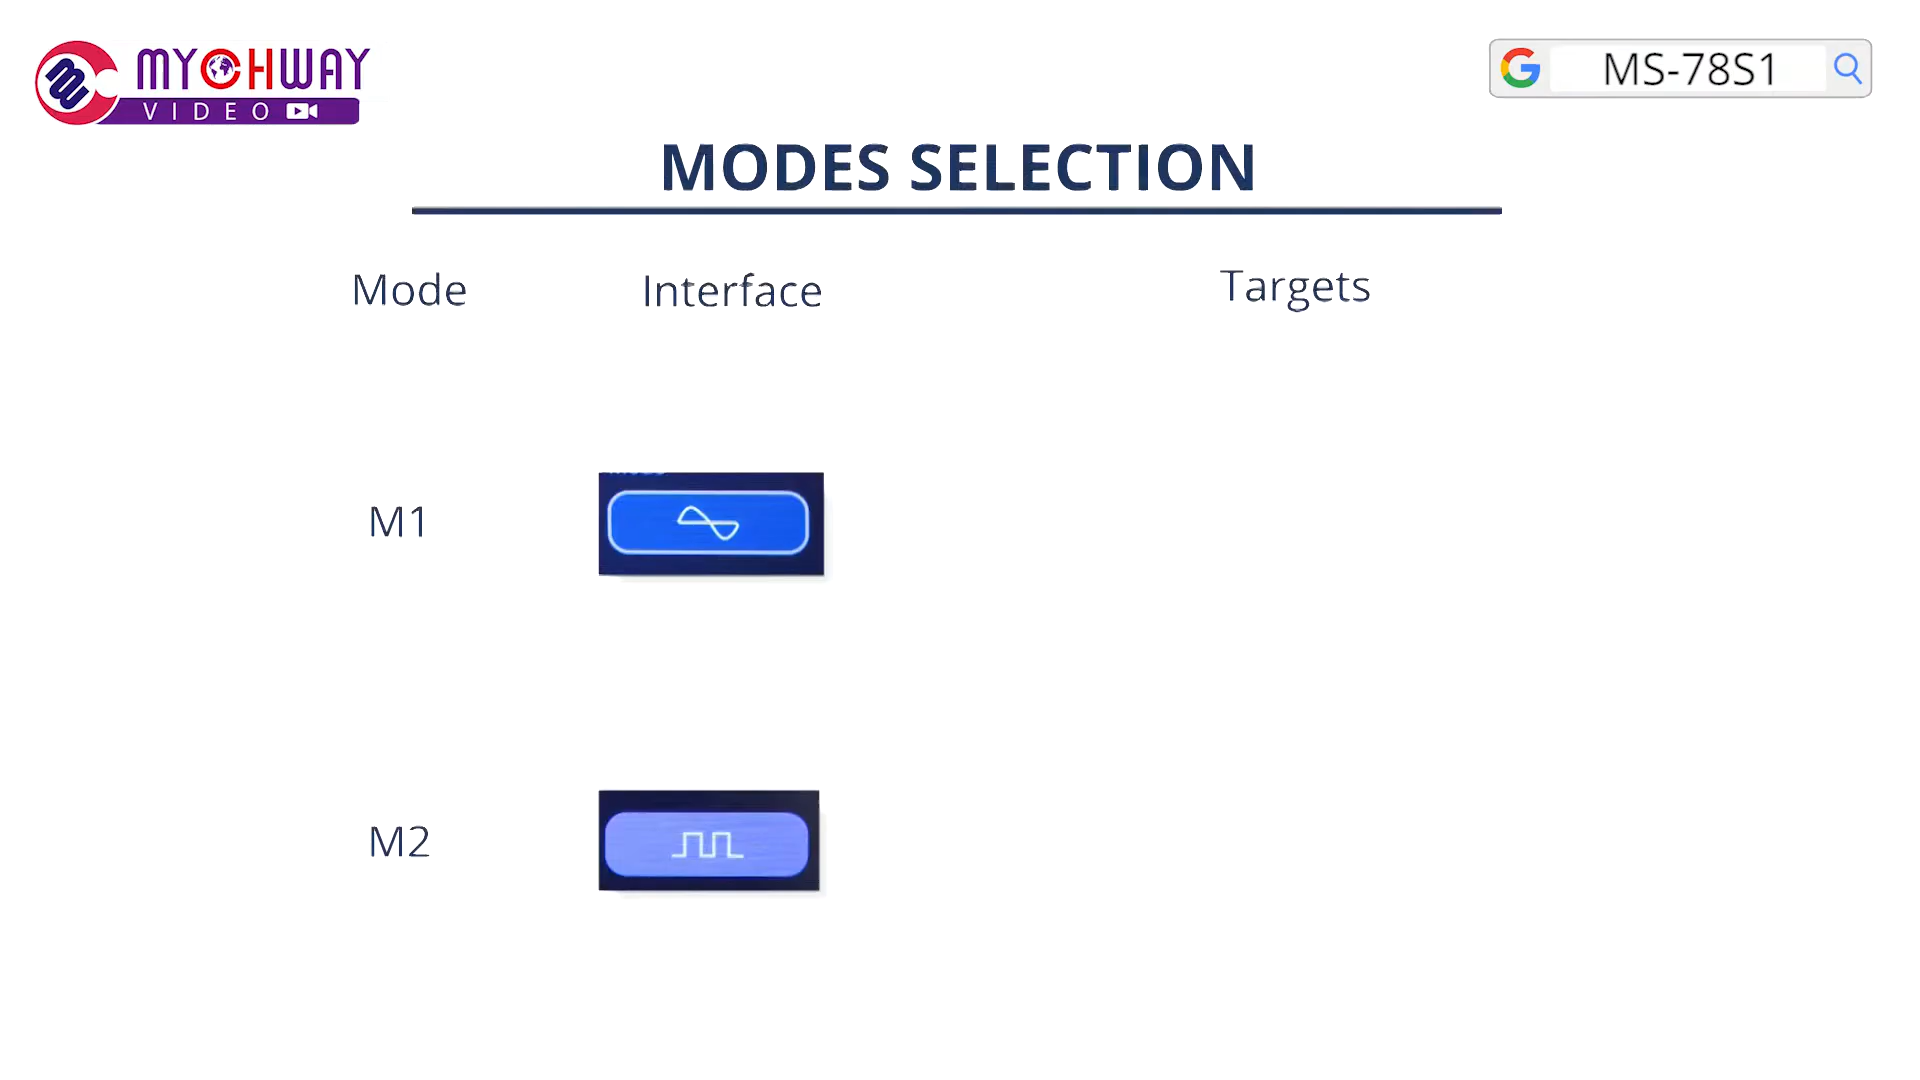 MYCHWAY
VIDEO
MS-78S1
MODES SELECTION
Mode Interface Targets
M1
M2